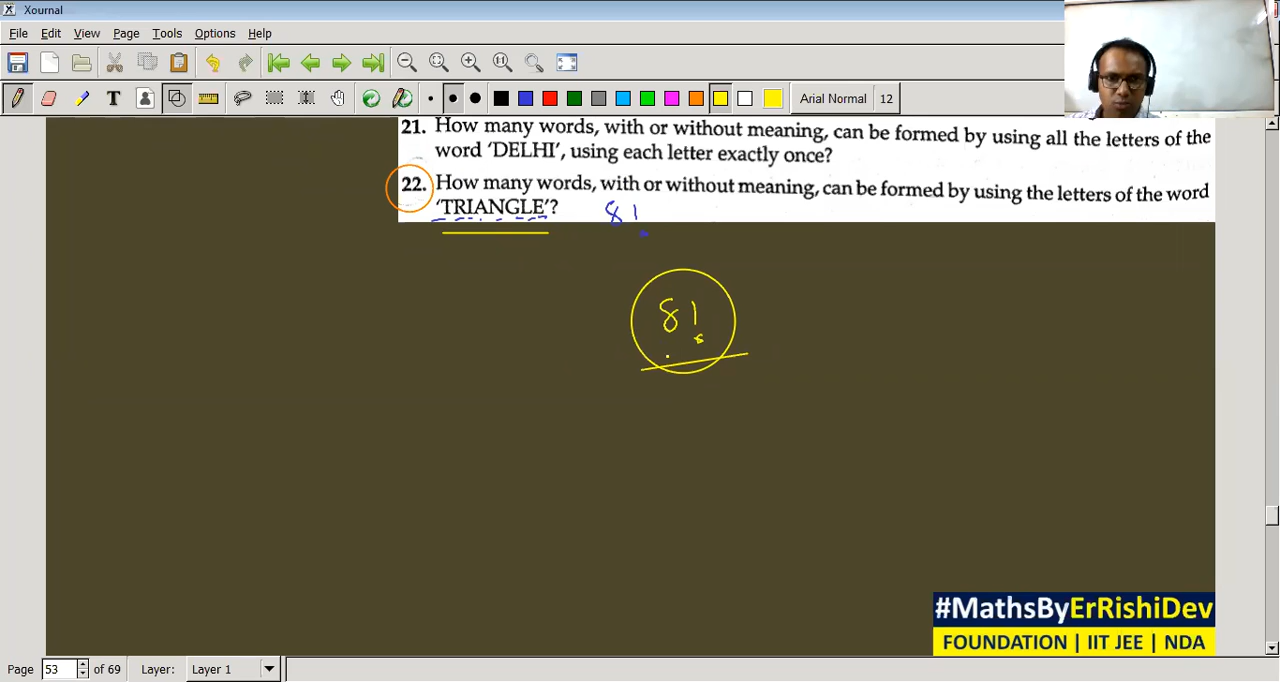 Xournal
File Edit View Page Tools Options Help
Arial Normal 12
21. How many words, with or without meaning, can be formed by using all the letters of the
word ‘DELHI’, using each letter exactly once?
22. How many words, with or without meaning, can be formed by using the letters of the word
‘TRIANGLE’? 8!
8!
#MathsByErRishiDev
FOUNDATION | IIT JEE | NDA
Page 53 of 69 Layer: Layer 1